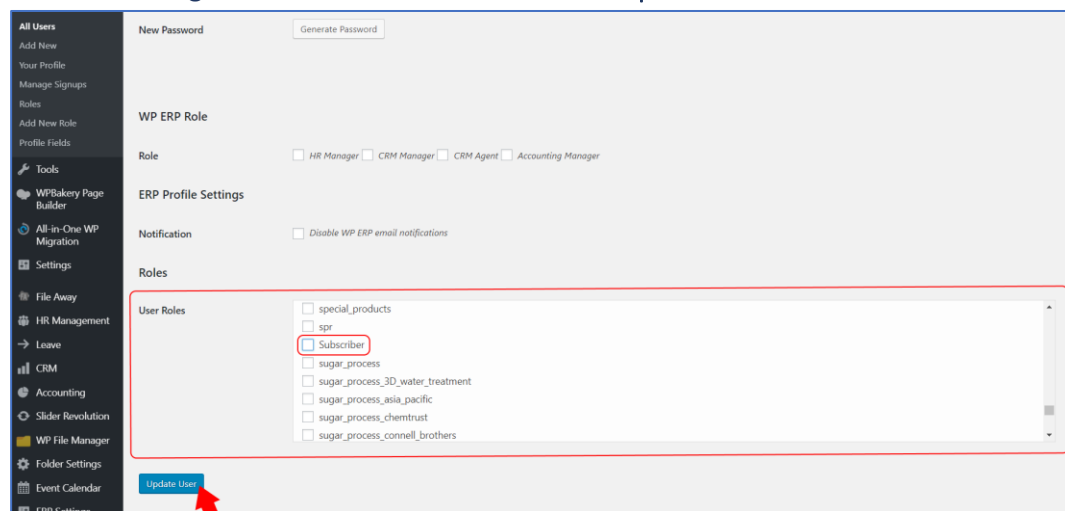 All Users
Add New
Your Profile
Manage Signups
Roles
Add New Role
Profile Fields
Tools
WPBakery Page
Builder
All-in-One WP
Migration
Settings
File Away
HR Management
Leave
CRM
Accounting
Slider Revolution
WP File Manager
Folder Settings
Event Calendar
ERP Settings
New Password
Generate Password
WP ERP Role
Role
HR Manager CRM Manager CRM Agent Accounting Manager
ERP Profile Settings
Notification
Disable WP ERP email notifications
Roles
User Roles
special_products
spr
Subscriber
sugar_process
sugar_process_3D_water_treatment
sugar_process_asia_pacific
sugar_process_chemtrust
sugar_process_connell_brothers
Update User